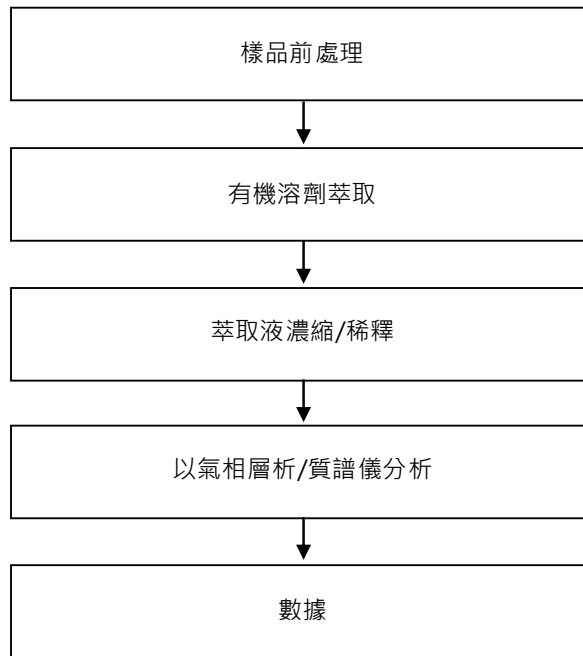 樣品前處理
有機溶劑萃取
萃取液濃縮/稀釋
以氣相層析/質譜儀分析
數據